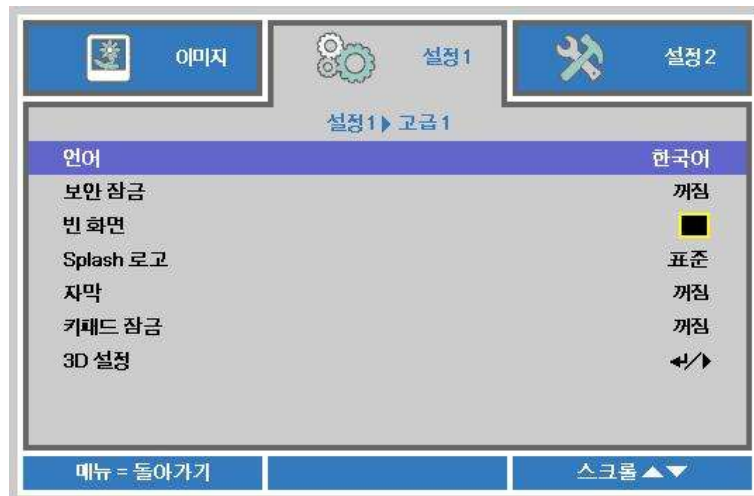 이미지 설정 1 설정 2
설정 1 ▶ 고급 1
언어 한국어
보안 잠금 꺼짐
빈 화면
Splash 로고 표준
자막 꺼짐
키패드 잠금 꺼짐
3D 설정 ↵/▶
메뉴 = 돌아가기 스크롤 ▲▼